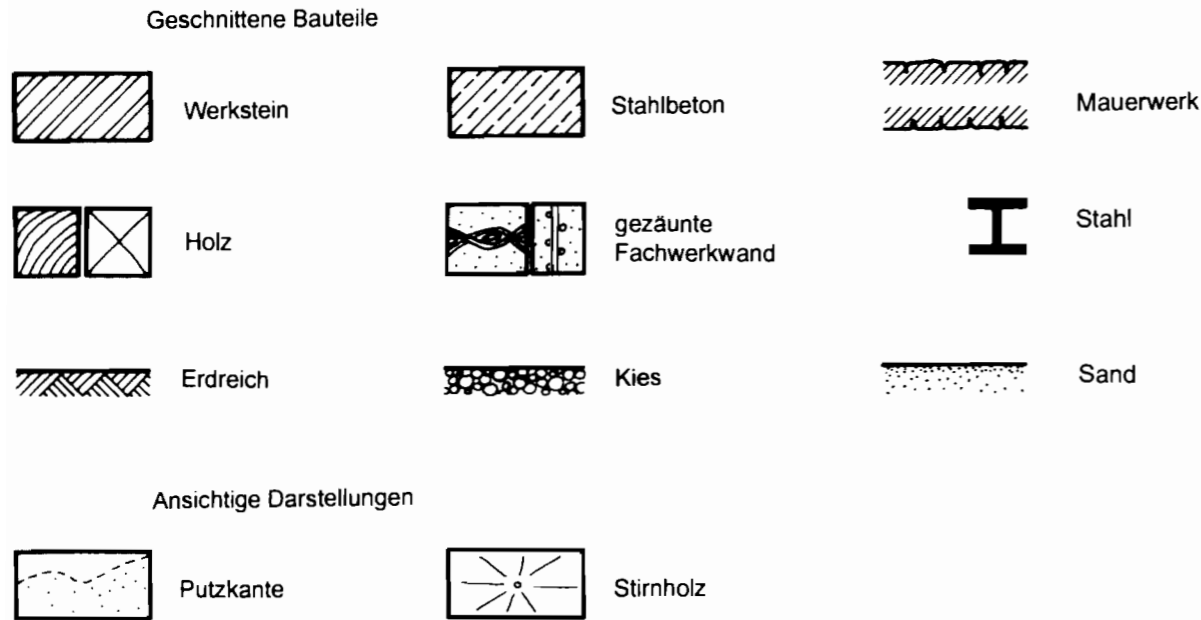 Geschnittene Bauteile
Werkstein
Stahlbeton
Mauerwerk
Holz
gezäunte
Fachwerkwand
Stahl
Erdreich
Kies
Sand
Ansichtige Darstellungen
Putzkante
Stirnholz